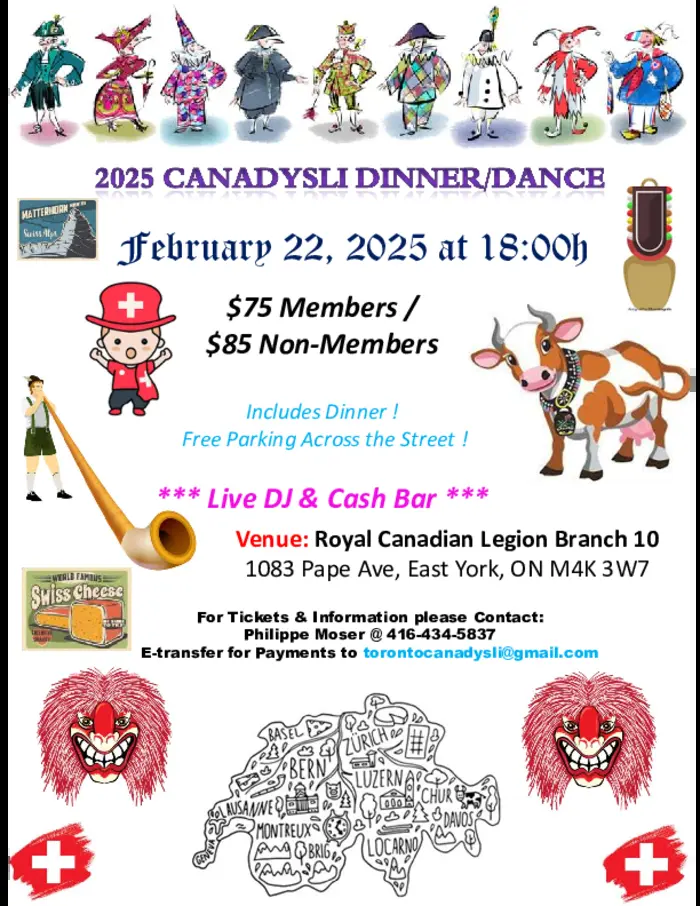 2025 CANADYSLI DINNER/DANCE
MATTERHORN
Swiss Alps
February 22, 2025 at 18:00h
$75 Members /
$85 Non-Members
Includes Dinner !
Free Parking Across the Street !
*** Live DJ & Cash Bar ***
Venue: Royal Canadian Legion Branch 10
1083 Pape Ave, East York, ON M4K 3W7
WORLD FAMOUS
Swiss Cheese
For Tickets & Information please Contact:
Philippe Moser @ 416-434-5837
E-transfer for Payments to torontocanadysli@gmail.com
BASEL
ZÜRICH
BERN
LUZERN
CHUR
LAUSANNE
DAVOS
MONTREUX
LOCARNO
GENEVA
BRIG